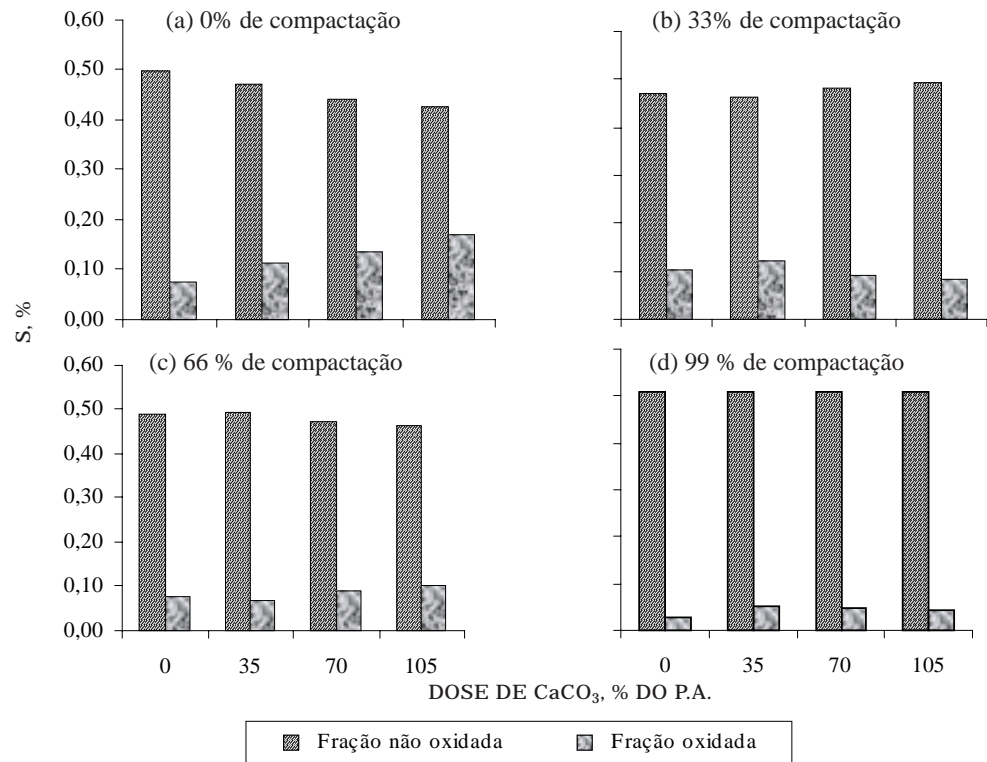 (a) 0% de compactação
(b) 33% de compactação
0,60
0,50
0,40
0,30
0,20
0,10
0,00
S, %
(c) 66 % de compactação
(d) 99 % de compactação
0,60
0,50
0,40
0,30
0,20
0,10
0,00
0 35 70 105
0 35 70 105
DOSE DE CaCO₃, % DO P.A.
Fração não oxidada Fração oxidada